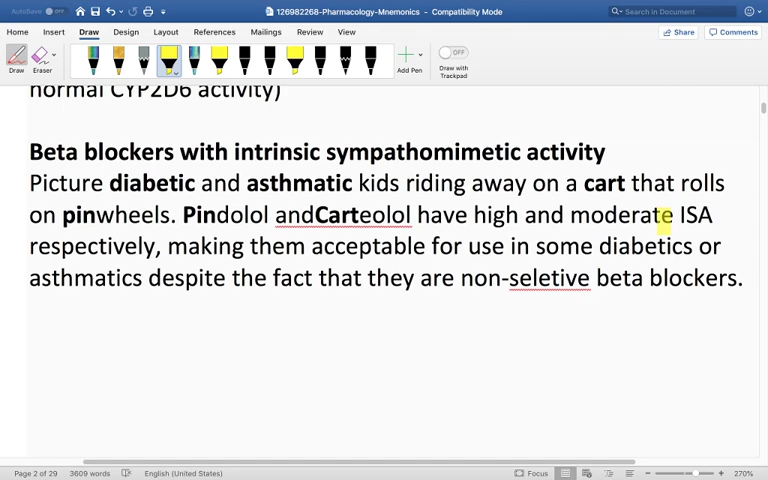 AutoSave OFF 126982268-Pharmacology-Mnemonics - Compatibility Mode Search in Document
Home Insert Draw Design Layout References Mailings Review View Share Comments
Draw Eraser Add Pen OFF Draw with Trackpad
normal CYP2D6 activity)
Beta blockers with intrinsic sympathomimetic activity
Picture diabetic and asthmatic kids riding away on a cart that rolls
on pinwheels. Pindolol andCarteolol have high and moderate ISA
respectively, making them acceptable for use in some diabetics or
asthmatics despite the fact that they are non-seletive beta blockers.
Page 2 of 29 3609 words English (United States) Focus 270%